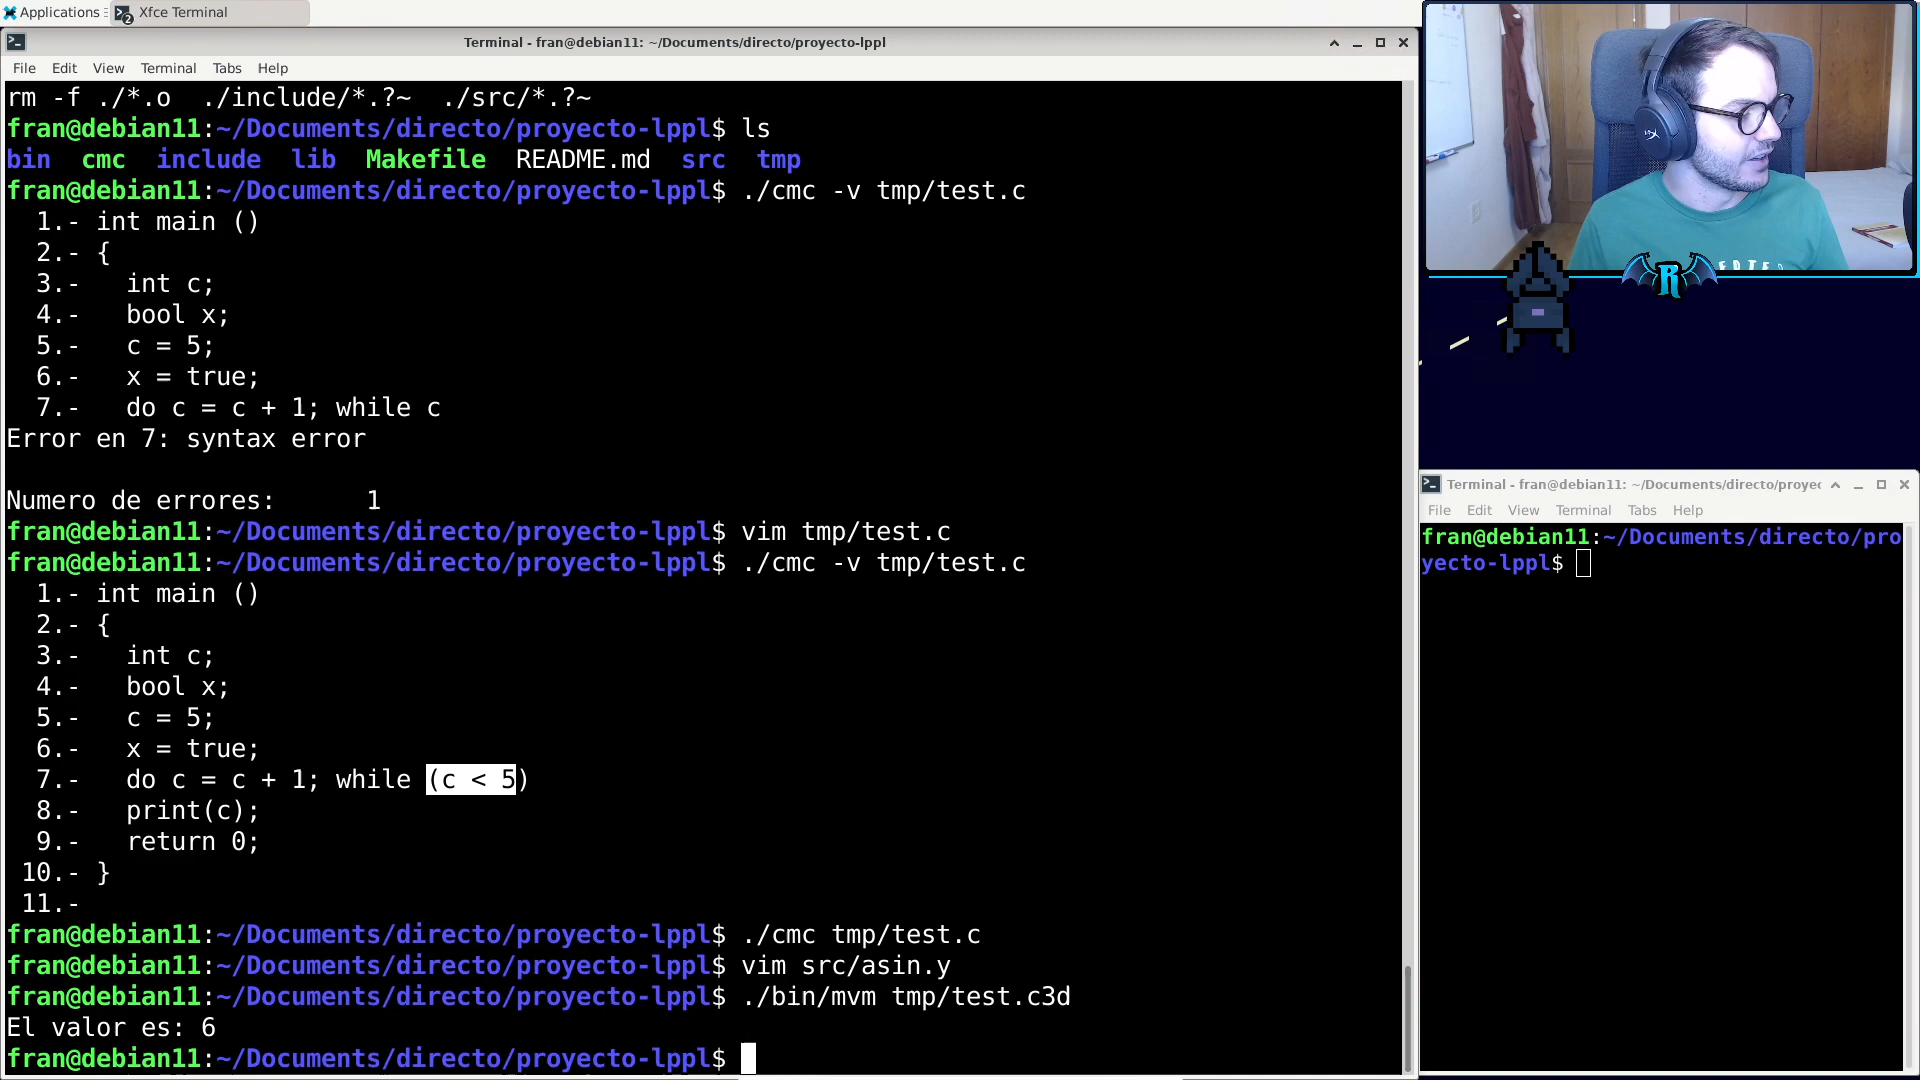 Applications
Xfce Terminal
Terminal - fran@debian11: ~/Documents/directo/proyecto-lppl
File Edit View Terminal Tabs Help
rm -f ./*.o  ./include/*.?~  ./src/*.?~
fran@debian11:~/Documents/directo/proyecto-lppl$ ls
bin  cmc  include  lib  Makefile  README.md  src  tmp
fran@debian11:~/Documents/directo/proyecto-lppl$ ./cmc -v tmp/test.c
  1.- int main ()
  2.- {
  3.-   int c;
  4.-   bool x;
  5.-   c = 5;
  6.-   x = true;
  7.-   do c = c + 1; while c
Error en 7: syntax error
Numero de errores:      1
fran@debian11:~/Documents/directo/proyecto-lppl$ vim tmp/test.c
fran@debian11:~/Documents/directo/proyecto-lppl$ ./cmc -v tmp/test.c
  1.- int main ()
  2.- {
  3.-   int c;
  4.-   bool x;
  5.-   c = 5;
  6.-   x = true;
  7.-   do c = c + 1; while (c < 5)
  8.-   print(c);
  9.-   return 0;
 10.- }
 11.-
fran@debian11:~/Documents/directo/proyecto-lppl$ ./cmc tmp/test.c
fran@debian11:~/Documents/directo/proyecto-lppl$ vim src/asin.y
fran@debian11:~/Documents/directo/proyecto-lppl$ ./bin/mvm tmp/test.c3d
El valor es: 6
fran@debian11:~/Documents/directo/proyecto-lppl$
R
Terminal - fran@debian11: ~/Documents/directo/proyec
File Edit View Terminal Tabs Help
fran@debian11:~/Documents/directo/pro
yecto-lppl$